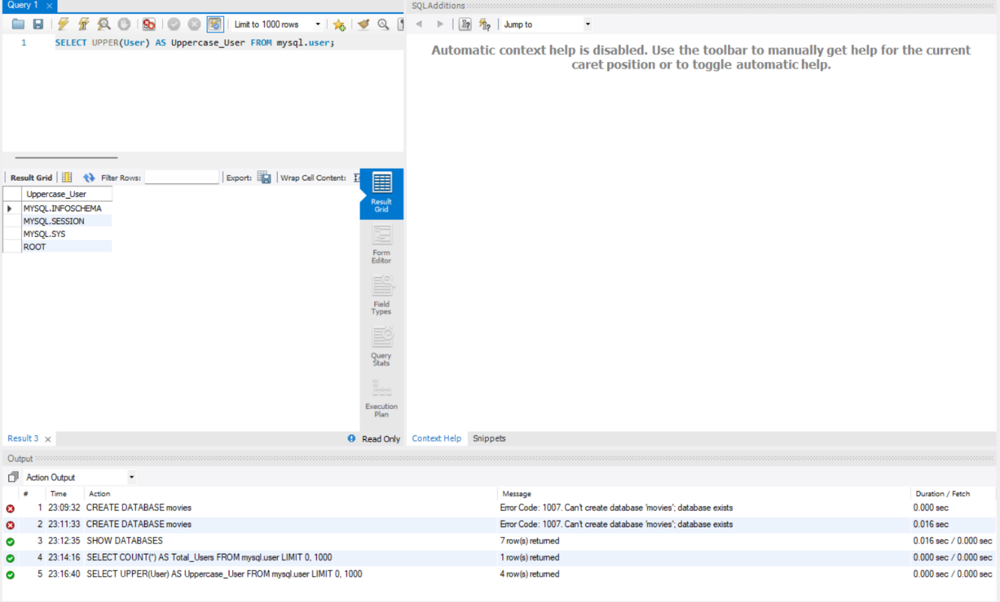 Query 1
Limit to 1000 rows
1 SELECT UPPER(User) AS Uppercase_User FROM mysql.user;
SQLAdditions
Jump to
Automatic context help is disabled. Use the toolbar to manually get help for the current
caret position or to toggle automatic help.
Result Grid Filter Rows: Export: Wrap Cell Content:
Uppercase_User
MYSQL.INFOSCHEMA
MYSQL.SESSION
MYSQL.SYS
ROOT
Result
Grid
Form
Editor
Field
Types
Query
Stats
Execution
Plan
Result 3 Read Only
Context Help Snippets
Output
Action Output
# Time Action Message Duration / Fetch
1 23:09:32 CREATE DATABASE movies Error Code: 1007. Can't create database 'movies'; database exists 0.000 sec
2 23:11:33 CREATE DATABASE movies Error Code: 1007. Can't create database 'movies'; database exists 0.016 sec
3 23:12:35 SHOW DATABASES 7 row(s) returned 0.016 sec / 0.000 sec
4 23:14:16 SELECT COUNT(*) AS Total_Users FROM mysql.user LIMIT 0, 1000 1 row(s) returned 0.000 sec / 0.000 sec
5 23:16:40 SELECT UPPER(User) AS Uppercase_User FROM mysql.user LIMIT 0, 1000 4 row(s) returned 0.000 sec / 0.000 sec